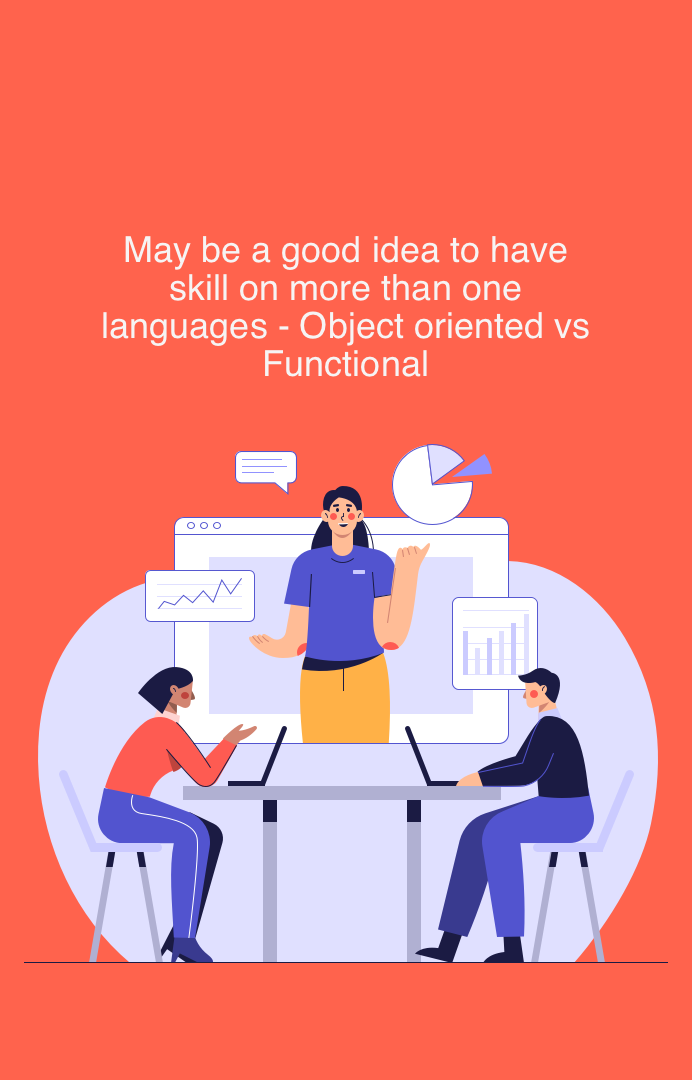 May be a good idea to have
skill on more than one
languages - Object oriented vs
Functional